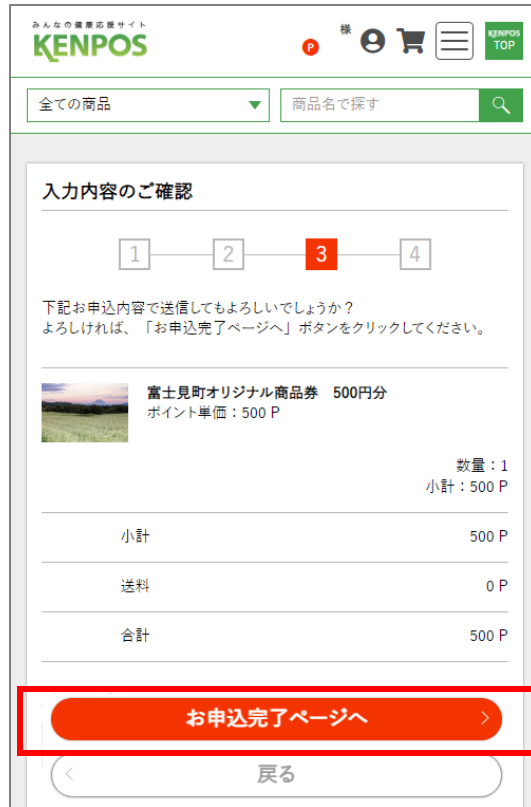 みんなの健康応援サイト
KENPOS
P
様
KENPOS
TOP
全ての商品
商品名で探す
入力内容のご確認
1 2 3 4
下記お申込内容で送信してもよろしいでしょうか？
よろしければ、「お申込完了ページへ」ボタンをクリックしてください。
富士見町オリジナル商品券　500円分
ポイント単価：500 P
数量：1
小計：500 P
小計 500 P
送料 0 P
合計 500 P
お申込完了ページへ
戻る